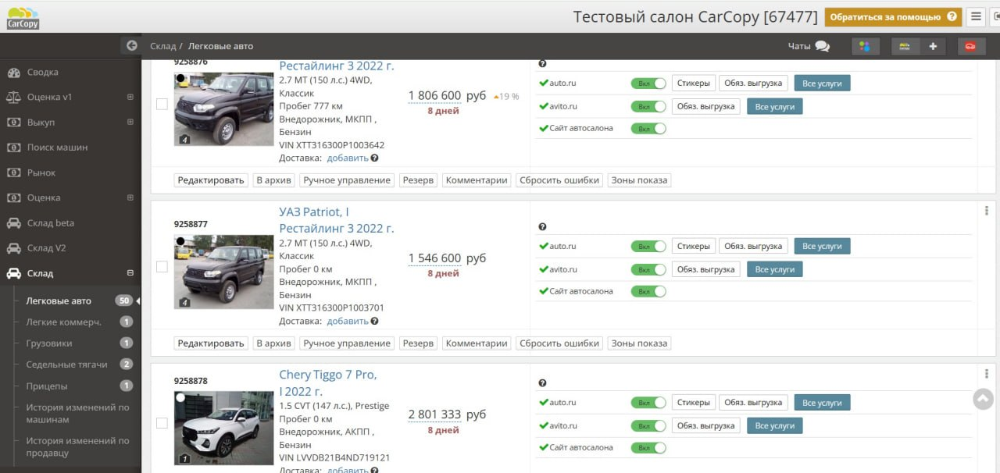 CarCopy
Тестовый салон CarCopy [67477]
Обратиться за помощью ?
Склад / Легковые авто
Чаты
Сводка
Оценка v1
Выкуп
Поиск машин
Рынок
Оценка
Склад beta
Склад V2
Склад
Легковые авто 50
Легкие коммерч. 1
Грузовики 1
Седельные тягачи 2
Прицепы 1
История изменений по
машинам
История изменений по
продавцу
9258876
4
Рестайлинг 3 2022 г.
2.7 МТ (150 л.с.) 4WD,
Классик
Пробег 777 км
Внедорожник, МКПП ,
Бензин
VIN XTT316300P1003642
Доставка: добавить ?
1 806 600 руб 19 %
8 дней
?
auto.ru Вкл Стикеры Обяз. выгрузка Все услуги
avito.ru Вкл Обяз. выгрузка Все услуги
Сайт автосалона Вкл
Редактировать В архив Ручное управление Резерв Комментарии Сбросить ошибки Зоны показа
9258877
4
УАЗ Patriot, I
Рестайлинг 3 2022 г.
2.7 МТ (150 л.с.) 4WD,
Классик
Пробег 0 км
Внедорожник, МКПП ,
Бензин
VIN XTT316300P1003701
Доставка: добавить ?
1 546 600 руб
8 дней
?
auto.ru Вкл Стикеры Обяз. выгрузка Все услуги
avito.ru Вкл Обяз. выгрузка Все услуги
Сайт автосалона Вкл
Редактировать В архив Ручное управление Резерв Комментарии Сбросить ошибки Зоны показа
9258878
1
Chery Tiggo 7 Pro,
I 2022 г.
1.5 CVT (147 л.с.), Prestige
Пробег 0 км
Внедорожник, АКПП ,
Бензин
VIN LVVDB21B4ND719121
Доставка: добавить ?
2 801 333 руб
8 дней
?
auto.ru Вкл Стикеры Обяз. выгрузка Все услуги
avito.ru Вкл Обяз. выгрузка Все услуги
Сайт автосалона Вкл